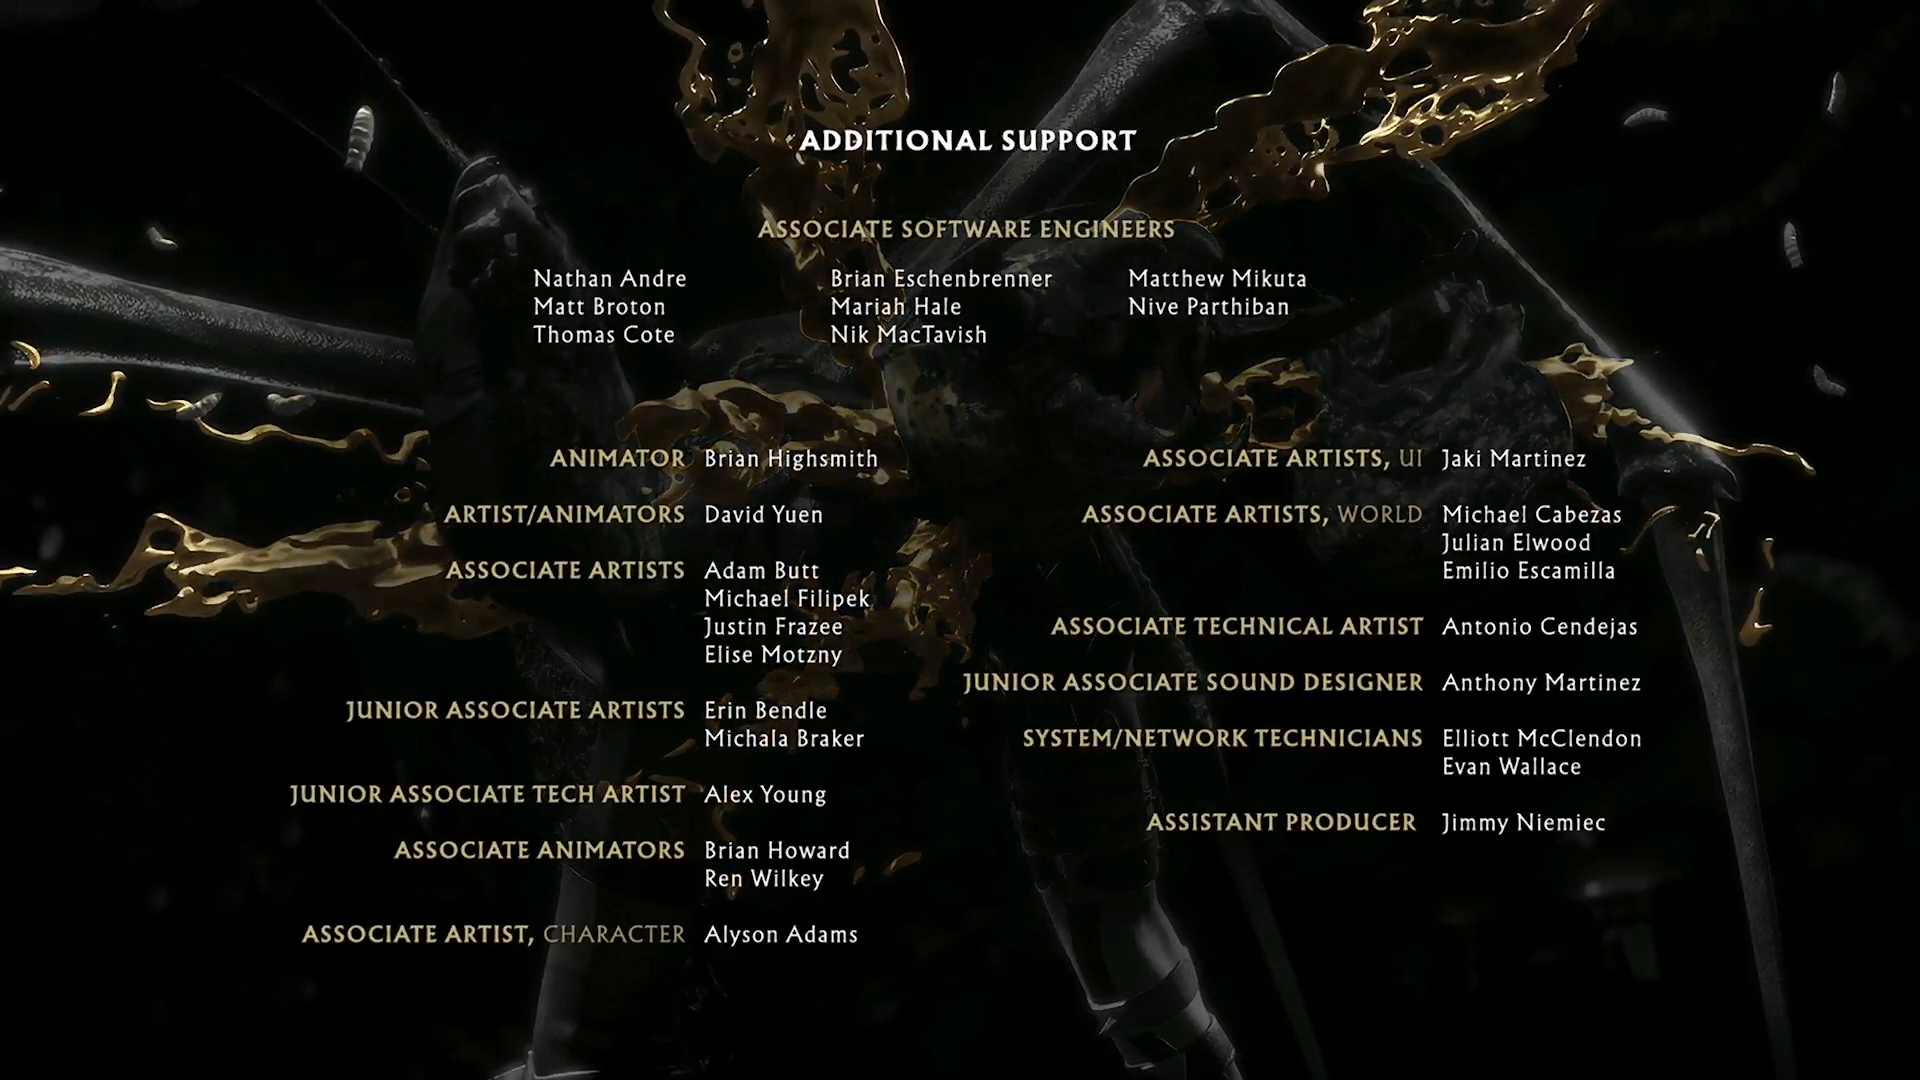 ADDITIONAL SUPPORT
ASSOCIATE SOFTWARE ENGINEERS
Nathan Andre
Matt Broton
Thomas Cote
Brian Eschenbrenner
Mariah Hale
Nik MacTavish
Matthew Mikuta
Nive Parthiban
ANIMATOR Brian Highsmith
ARTIST/ANIMATORS David Yuen
ASSOCIATE ARTISTS Adam Butt
Michael Filipek
Justin Frazee
Elise Motzny
JUNIOR ASSOCIATE ARTISTS Erin Bendle
Michala Braker
JUNIOR ASSOCIATE TECH ARTIST Alex Young
ASSOCIATE ANIMATORS Brian Howard
Ren Wilkey
ASSOCIATE ARTIST, CHARACTER Alyson Adams
ASSOCIATE ARTISTS, UI Jaki Martinez
ASSOCIATE ARTISTS, WORLD Michael Cabezas
Julian Elwood
Emilio Escamilla
ASSOCIATE TECHNICAL ARTIST Antonio Cendejas
JUNIOR ASSOCIATE SOUND DESIGNER Anthony Martinez
SYSTEM/NETWORK TECHNICIANS Elliott McClendon
Evan Wallace
ASSISTANT PRODUCER Jimmy Niemiec